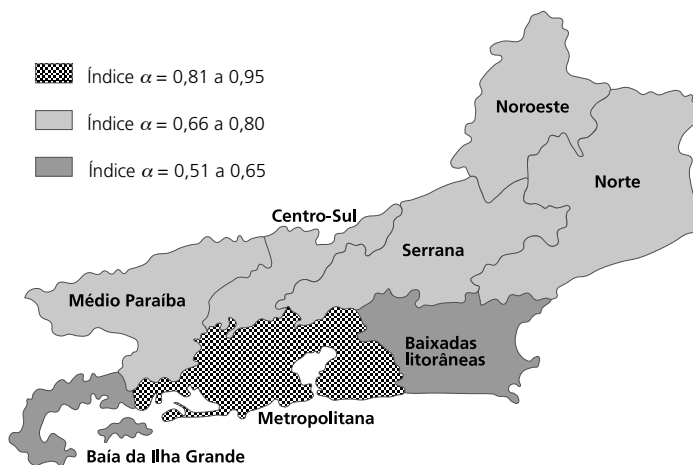 Índice α = 0,81 a 0,95
Índice α = 0,66 a 0,80
Índice α = 0,51 a 0,65
Noroeste
Norte
Centro-Sul
Serrana
Médio Paraíba
Baixadas
litorâneas
Metropolitana
Baía da Ilha Grande